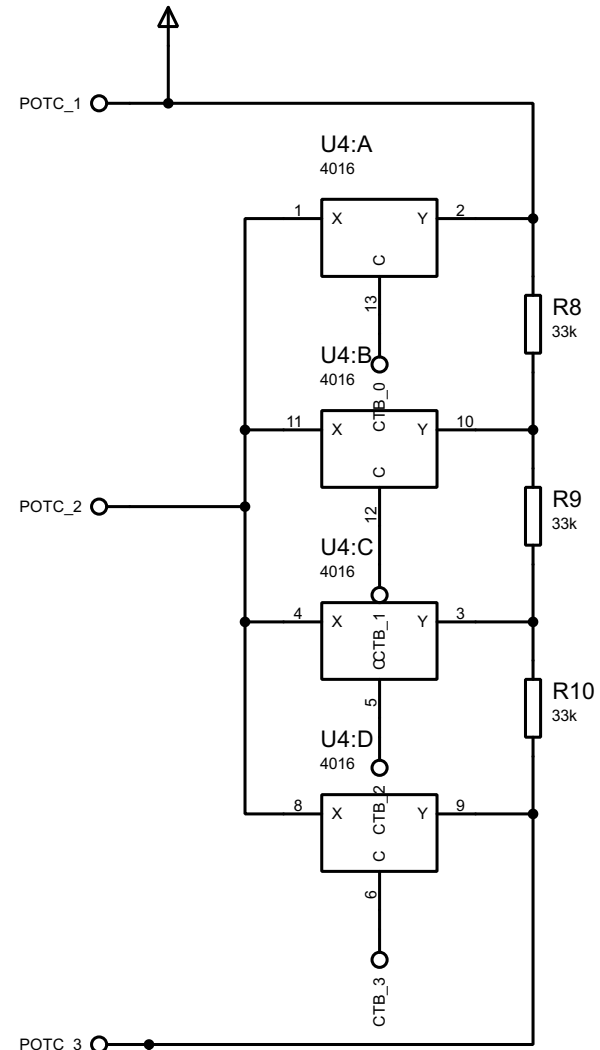 POTC_1
U4:A
4016
1
X
Y
2
C
13
R8
33k
U4:B
4016
CTB_0
11
X
Y
10
C
12
R9
33k
POTC_2
U4:C
4016
CTB_1
4
X
Y
3
C
5
R10
33k
U4:D
4016
CTB_2
8
X
Y
9
C
6
CTB_3
POTC_3